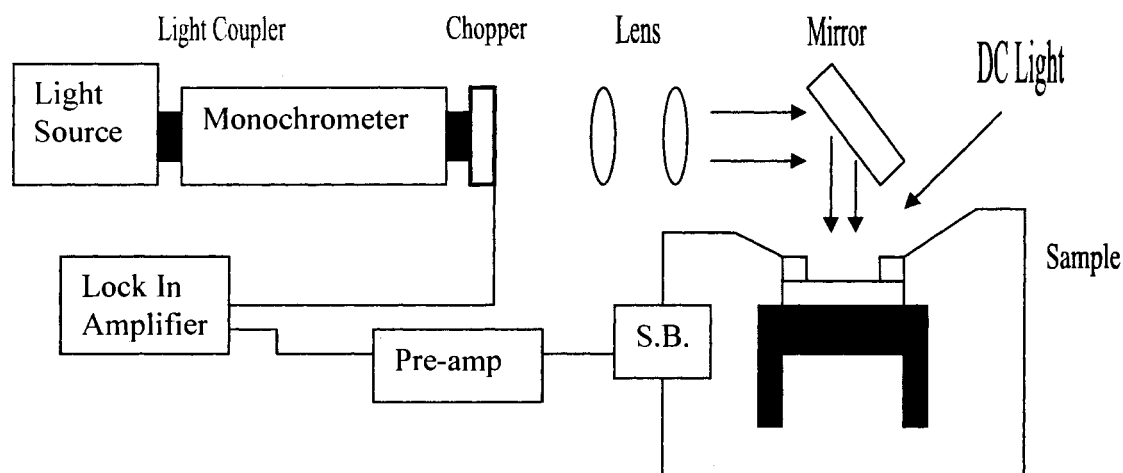 Light Coupler
Chopper
Lens
Mirror
DC Light
Light
Source
Monochrometer
Sample
Lock In
Amplifier
Pre-amp
S.B.